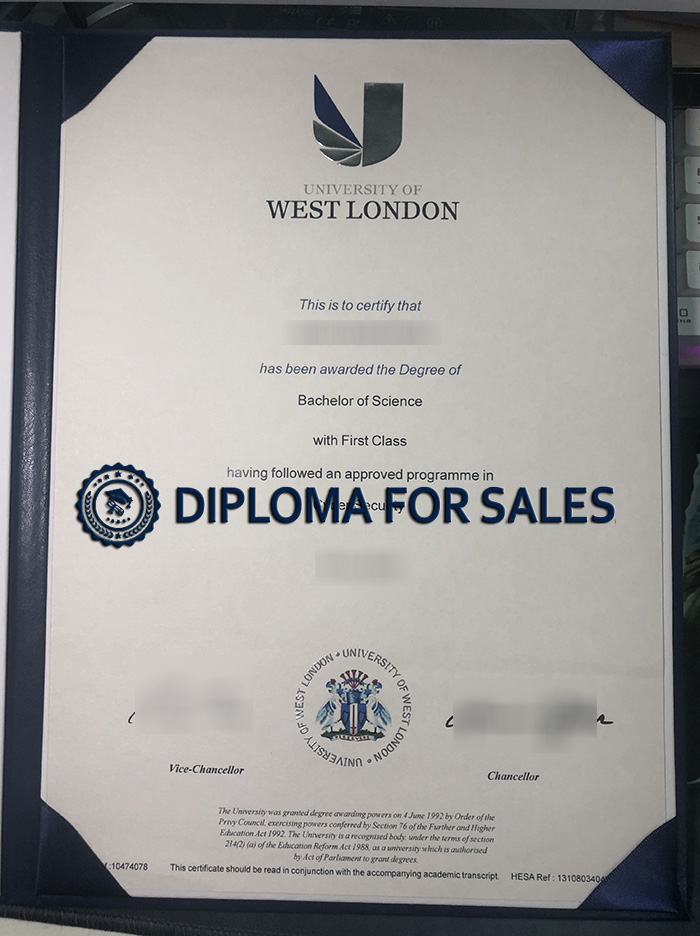 UNIVERSITY OF
WEST LONDON
This is to certify that
has been awarded the Degree of
Bachelor of Science
with First Class
having followed an approved programme in
DIPLOMA FOR SALES
UNIVERSITY OF WEST LONDON • UNIVERSITY OF WEST LONDON •
Vice-Chancellor
Chancellor
The University was granted degree awarding powers on 4 June 1992 by Order of the
Privy Council, exercising powers conferred by Section 76 of the Further and Higher
Education Act 1992. The University is a recognised body, under the terms of section
214(2) (a) of the Education Reform Act 1988, as a university which is authorised
by Act of Parliament to grant degrees.
:10474078 This certificate should be read in conjunction with the accompanying academic transcript. HESA Ref : 131080340